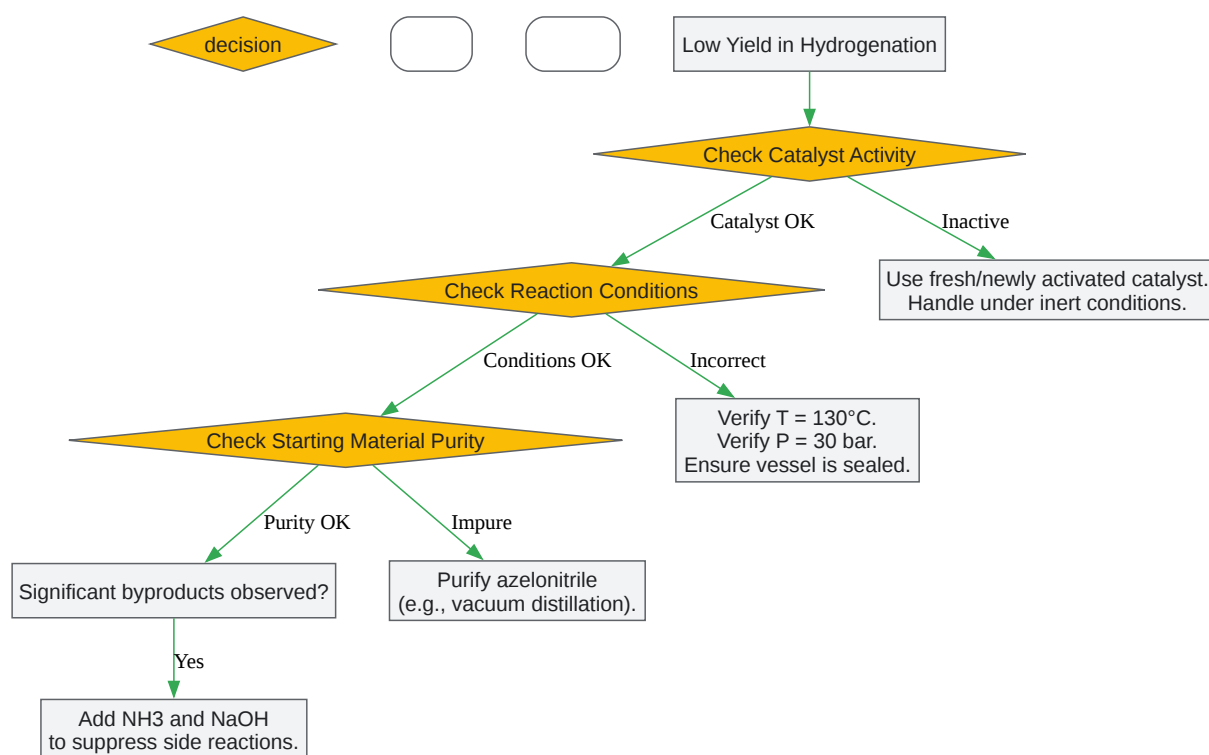 decision
Low Yield in Hydrogenation
Check Catalyst Activity
Catalyst OK
Inactive
Check Reaction Conditions
Use fresh/newly activated catalyst.
Handle under inert conditions.
Conditions OK
Incorrect
Check Starting Material Purity
Verify T = 130°C.
Verify P = 30 bar.
Ensure vessel is sealed.
Purity OK
Impure
Significant byproducts observed?
Purify azelonitrile
(e.g., vacuum distillation).
Yes
Add NH3 and NaOH
to suppress side reactions.